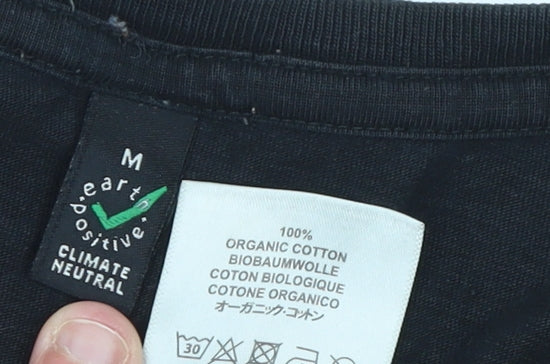 M
earth
positive
CLIMATE
NEUTRAL
100%
ORGANIC COTTON
BIOBAUMWOLLE
COTON BIOLOGIQUE
COTONE ORGANICO
オーガニック・コットン
30